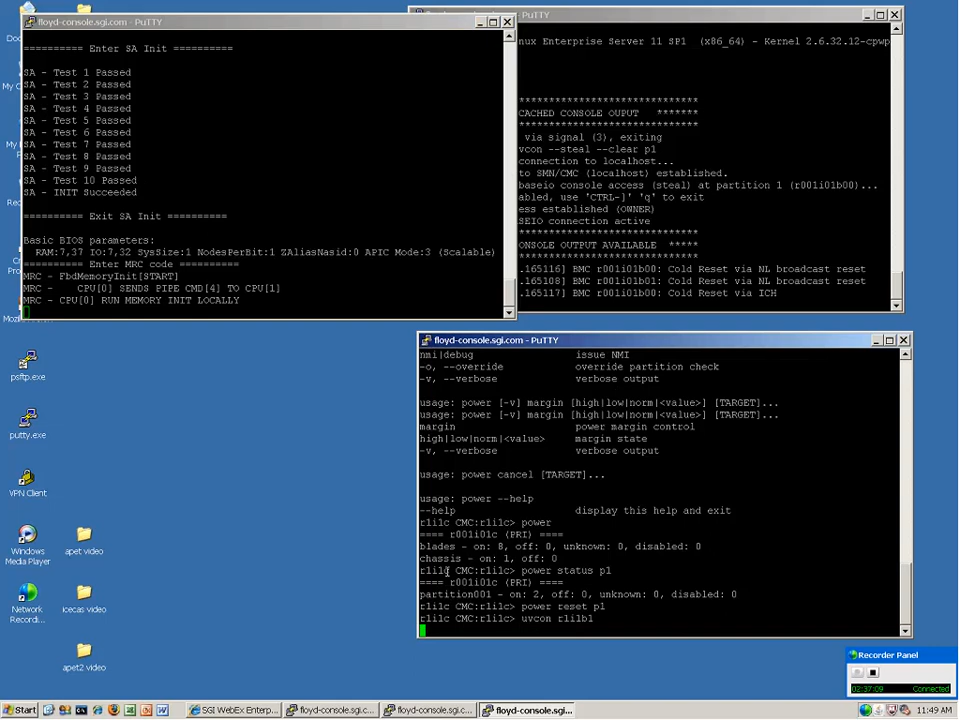 floyd-console.sgi.com - PuTTY
========== Enter SA Init ==========
SA - Test 1 Passed
SA - Test 2 Passed
SA - Test 3 Passed
SA - Test 4 Passed
SA - Test 5 Passed
SA - Test 6 Passed
SA - Test 7 Passed
SA - Test 8 Passed
SA - Test 9 Passed
SA - Test 10 Passed
SA - INIT Succeeded
========== Exit SA Init ==========
Basic BIOS parameters:
RAM:7,37 IO:7,32 SysSize:1 NodesPerBit:1 ZAliasNasid:0 APIC Mode:3 (Scalable)
========== Enter MRC code ==========
MRC - FbdMemoryInit[START]
MRC -     CPU[0] SENDS PIPE CMD[4] TO CPU[1]
MRC - CPU[0] RUN MEMORY INIT LOCALLY
PuTTY
nux Enterprise Server 11 SP1  (x86_64) - Kernel 2.6.32.12-cpwp
******************************
CACHED CONSOLE OUPUT   *******
******************************
via signal (3), exiting
vcon --steal --clear p1
connection to localhost...
to SMN/CMC (localhost) established.
baseio console access (steal) at partition 1 (r001i01b00)...
abled, use 'CTRL-]' 'q' to exit
ess established (OWNER)
SEIO connection active
******************************
ONSOLE OUTPUT AVAILABLE  *****
******************************
.165116] BMC r001i01b00: Cold Reset via NL broadcast reset
.165108] BMC r001i01b01: Cold Reset via NL broadcast reset
.165117] BMC r001i01b00: Cold Reset via ICH
floyd-console.sgi.com - PuTTY
nmi|debug                 issue NMI
-o, --override            override partition check
-v, --verbose             verbose output
usage: power [-v] margin [high|low|norm|<value>] [TARGET]...
usage: power [-v] margin [high|low|norm|<value>] [TARGET]...
margin                    power margin control
high|low|norm|<value>     margin state
-v, --verbose             verbose output
usage: power cancel [TARGET]...
usage: power --help
--help                    display this help and exit
r1i1c CMC:r1i1c> power
==== r001i01c (PRI) ====
blades - on: 8, off: 0, unknown: 0, disabled: 0
chassis - on: 1, off: 0
r1i1c CMC:r1i1c> power status p1
==== r001i01c (PRI) ====
partition001 - on: 2, off: 0, unknown: 0, disabled: 0
r1i1c CMC:r1i1c> power reset p1
r1i1c CMC:r1i1c> uvcon r1i1b1
psftp.exe
putty.exe
VPN Client
Windows Media Player
apet video
Network Recorder Player
icecas video
apet2 video
Recorder Panel
02:37:09
Connected
Start
SGI WebEx Enterp...
floyd-console.sgi.c...
floyd-console.sgi.c...
floyd-console.sgi...
11:49 AM